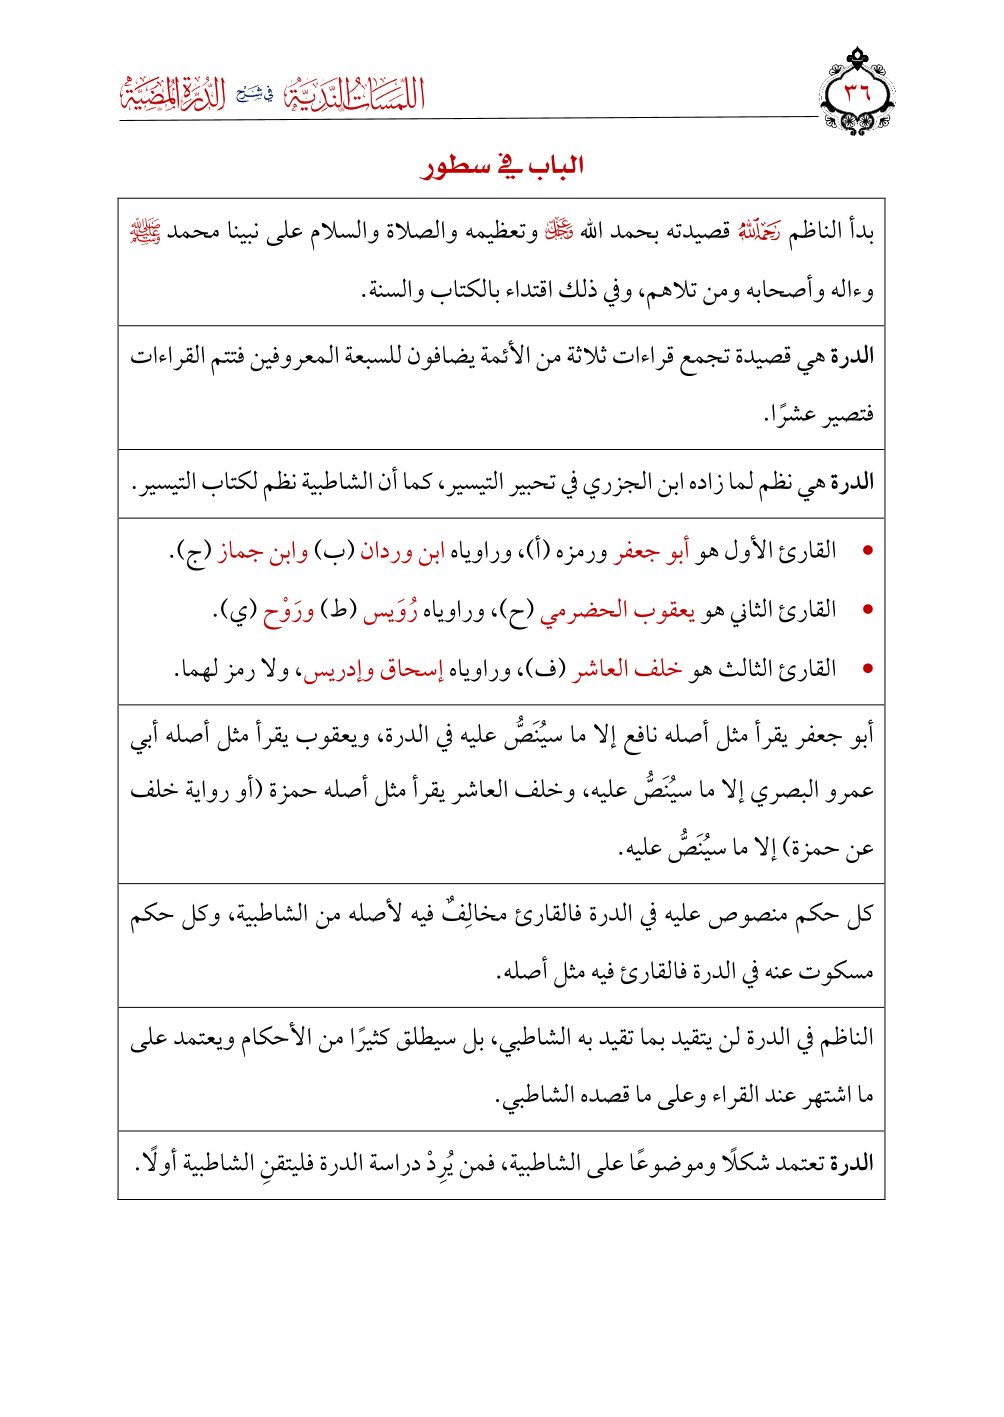 اللمسات الندية في شرح الدرة المضية
٣٦
الباب في سطور
بدأ الناظم رحمه الله قصيدته بحمد الله عز وجل وتعظيمه والصلاة والسلام على نبينا محمد ﷺ
وءاله وأصحابه ومن تلاهم، وفي ذلك اقتداء بالكتاب والسنة.
الدرة هي قصيدة تجمع قراءات ثلاثة من الأئمة يضافون للسبعة المعروفين فتتم القراءات
فتصير عشرًا.
الدرة هي نظم لما زاده ابن الجزري في تحبير التيسير، كما أن الشاطبية نظم لكتاب التيسير.
• القارئ الأول هو أبو جعفر ورمزه (أ)، وراوياه ابن وردان (ب) وابن جماز (ج).
• القارئ الثاني هو يعقوب الحضرمي (ح)، وراوياه رُوَيس (ط) ورَوْح (ي).
• القارئ الثالث هو خلف العاشر (ف)، وراوياه إسحاق وإدريس، ولا رمز لهما.
أبو جعفر يقرأ مثل أصله نافع إلا ما سيُنَصُّ عليه في الدرة، ويعقوب يقرأ مثل أصله أبي
عمرو البصري إلا ما سيُنَصُّ عليه، وخلف العاشر يقرأ مثل أصله حمزة (أو رواية خلف
عن حمزة) إلا ما سيُنَصُّ عليه.
كل حكم منصوص عليه في الدرة فالقارئ مخالِفٌ فيه لأصله من الشاطبية، وكل حكم
مسكوت عنه في الدرة فالقارئ فيه مثل أصله.
الناظم في الدرة لن يتقيد بما تقيد به الشاطبي، بل سيطلق كثيرًا من الأحكام ويعتمد على
ما اشتهر عند القراء وعلى ما قصده الشاطبي.
الدرة تعتمد شكلًا وموضوعًا على الشاطبية، فمن يُرِدْ دراسة الدرة فليتقنِ الشاطبية أولًا.